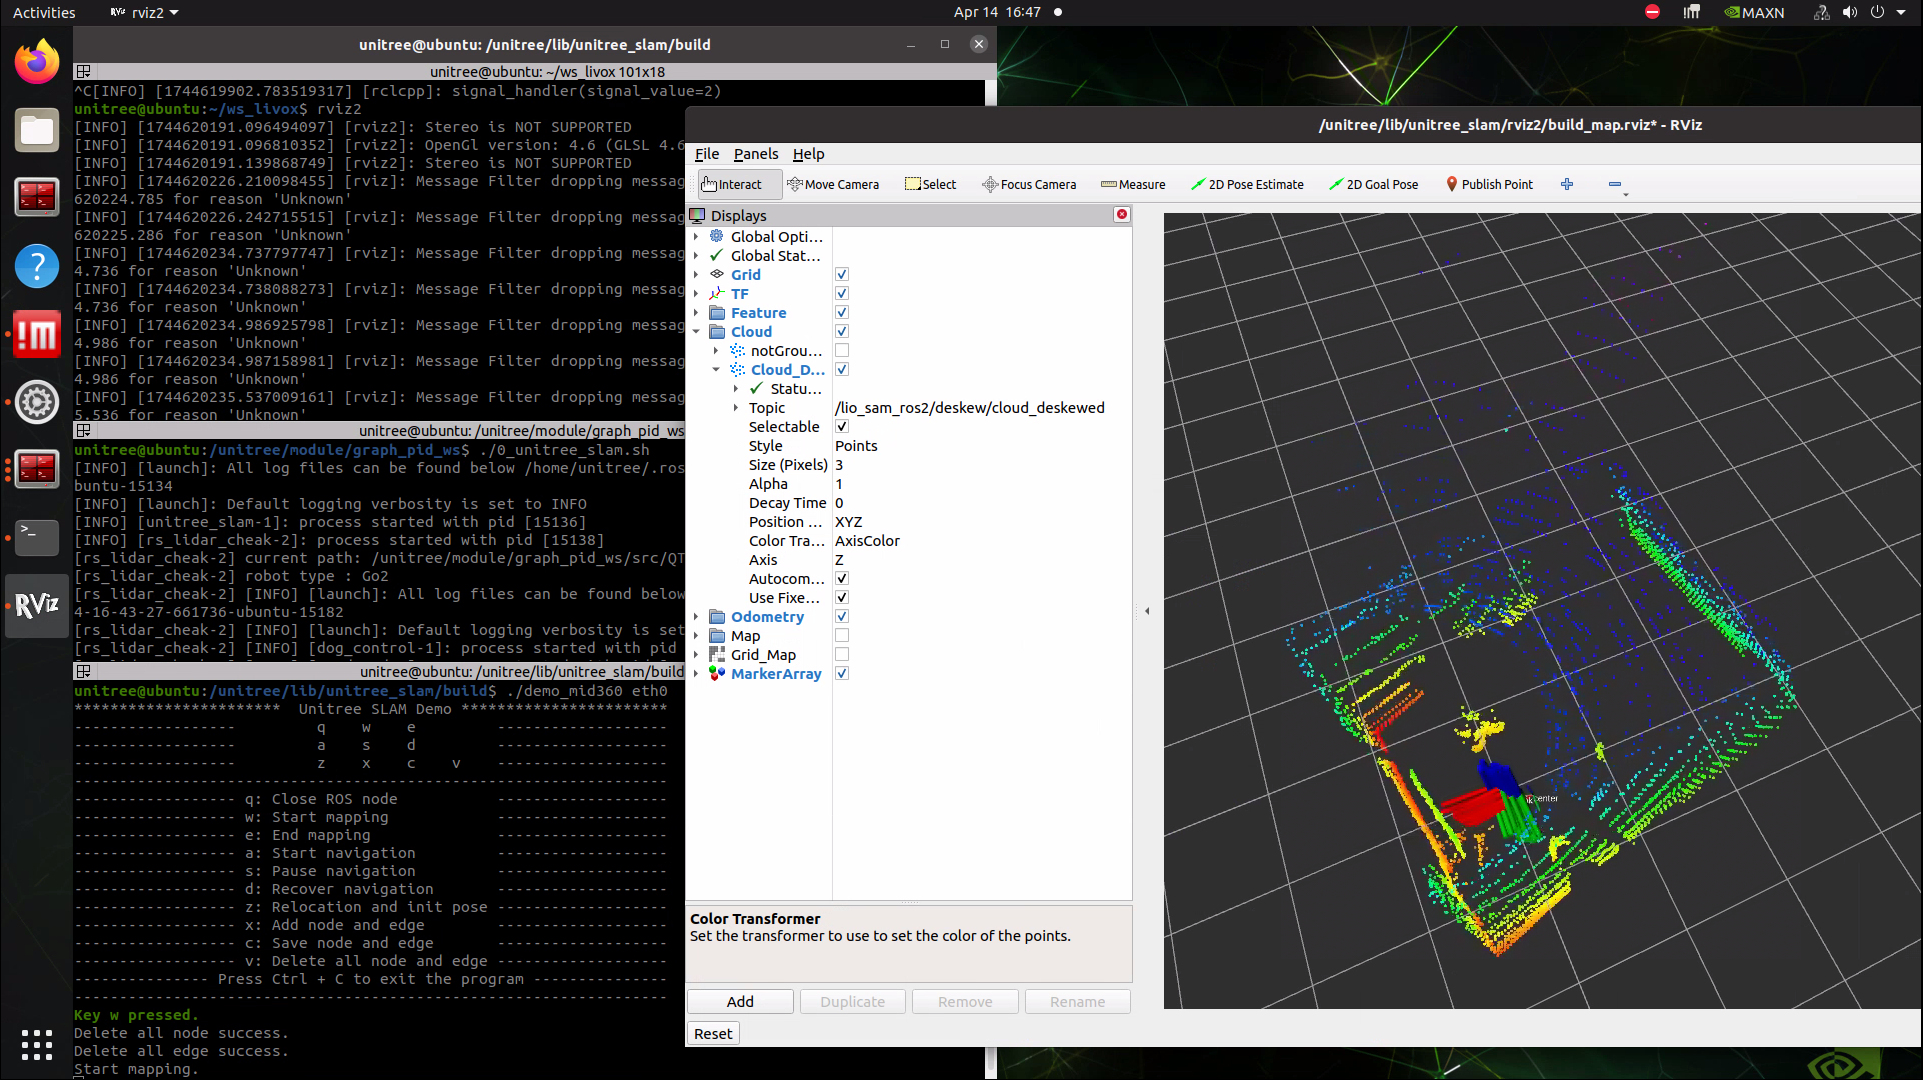 Activities
rviz2
Apr 14 16:47
MAXN
unitree@ubuntu: /unitree/lib/unitree_slam/build
unitree@ubuntu: ~/ws_livox 101x18
^C[INFO] [1744619902.783519317] [rclcpp]: signal_handler(signal_value=2)
unitree@ubuntu:~/ws_livox$ rviz2
[INFO] [1744620191.096494097] [rviz2]: Stereo is NOT SUPPORTED
[INFO] [1744620191.096810352] [rviz2]: OpenGl version: 4.6 (GLSL 4.6
[INFO] [1744620191.139868749] [rviz2]: Stereo is NOT SUPPORTED
[INFO] [1744620226.210098455] [rviz]: Message Filter dropping messag
620224.785 for reason 'Unknown'
[INFO] [1744620226.242715515] [rviz]: Message Filter dropping messag
620225.286 for reason 'Unknown'
[INFO] [1744620234.737797747] [rviz]: Message Filter dropping messag
4.736 for reason 'Unknown'
[INFO] [1744620234.738088273] [rviz]: Message Filter dropping messag
4.736 for reason 'Unknown'
[INFO] [1744620234.986925798] [rviz]: Message Filter dropping messag
4.986 for reason 'Unknown'
[INFO] [1744620234.987158981] [rviz]: Message Filter dropping messag
4.986 for reason 'Unknown'
[INFO] [1744620235.537009161] [rviz]: Message Filter dropping messag
5.536 for reason 'Unknown'
unitree@ubuntu: /unitree/module/graph_pid_ws
unitree@ubuntu:/unitree/module/graph_pid_ws$ ./0_unitree_slam.sh
[INFO] [launch]: All log files can be found below /home/unitree/.ros
buntu-15134
[INFO] [launch]: Default logging verbosity is set to INFO
[INFO] [unitree_slam-1]: process started with pid [15136]
[INFO] [rs_lidar_cheak-2]: process started with pid [15138]
[rs_lidar_cheak-2] current path: /unitree/module/graph_pid_ws/src/QT
[rs_lidar_cheak-2] robot type : Go2
[rs_lidar_cheak-2] [INFO] [launch]: All log files can be found below
4-16-43-27-661736-ubuntu-15182
[rs_lidar_cheak-2] [INFO] [launch]: Default logging verbosity is set
[rs_lidar_cheak-2] [INFO] [dog_control-1]: process started with pid
unitree@ubuntu: /unitree/lib/unitree_slam/build
unitree@ubuntu:/unitree/lib/unitree_slam/build$ ./demo_mid360 eth0
*********************** Unitree SLAM Demo ***********************
------------------ q w e -------------------
------------------ a s d -------------------
------------------ z x c v -------------------
------------------------------------------------------------------
------------------ q: Close ROS node -------------------
------------------ w: Start mapping -------------------
------------------ e: End mapping -------------------
------------------ a: Start navigation -------------------
------------------ s: Pause navigation -------------------
------------------ d: Recover navigation -------------------
------------------ z: Relocation and init pose -------------------
------------------ x: Add node and edge -------------------
------------------ c: Save node and edge -------------------
------------------ v: Delete all node and edge -------------------
--------------- Press Ctrl + C to exit the program ---------------
------------------------------------------------------------------
Key w pressed.
Delete all node success.
Delete all edge success.
Start mapping.
RViz
/unitree/lib/unitree_slam/rviz2/build_map.rviz* - RViz
File Panels Help
Interact Move Camera Select Focus Camera Measure 2D Pose Estimate 2D Goal Pose Publish Point
Displays
Global Opti...
Global Stat...
Grid
TF
Feature
Cloud
notGrou...
Cloud_D...
Statu...
Topic /lio_sam_ros2/deskew/cloud_deskewed
Selectable
Style Points
Size (Pixels) 3
Alpha 1
Decay Time 0
Position ... XYZ
Color Tra... AxisColor
Axis Z
Autocom...
Use Fixe...
Odometry
Map
Grid_Map
MarkerArray
Color Transformer
Set the transformer to use to set the color of the points.
Add Duplicate Remove Rename
Reset